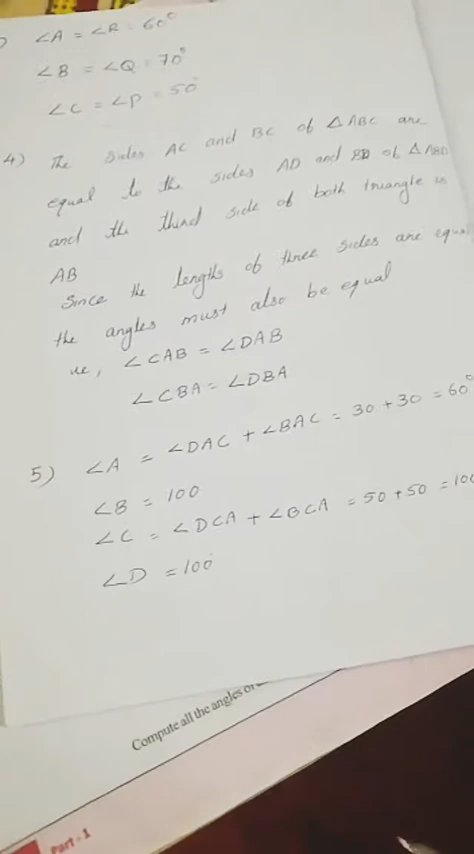 ) ∠A = ∠R = 60°
∠B = ∠Q = 70°
∠C = ∠P = 50°
4) The sides AC and BC of △ABC are
equal to the sides AD and BD of △ABD
and the third side of both triangle is
AB
Since the lengths of three sides are equal
the angles must also be equal
ie, ∠CAB = ∠DAB
∠CBA = ∠DBA
5) ∠A = ∠DAC + ∠BAC = 30 + 30 = 60°
∠B = 100
∠C = ∠DCA + ∠BCA = 50 + 50 = 100
∠D = 100°
Compute all the angles of
Part - 1